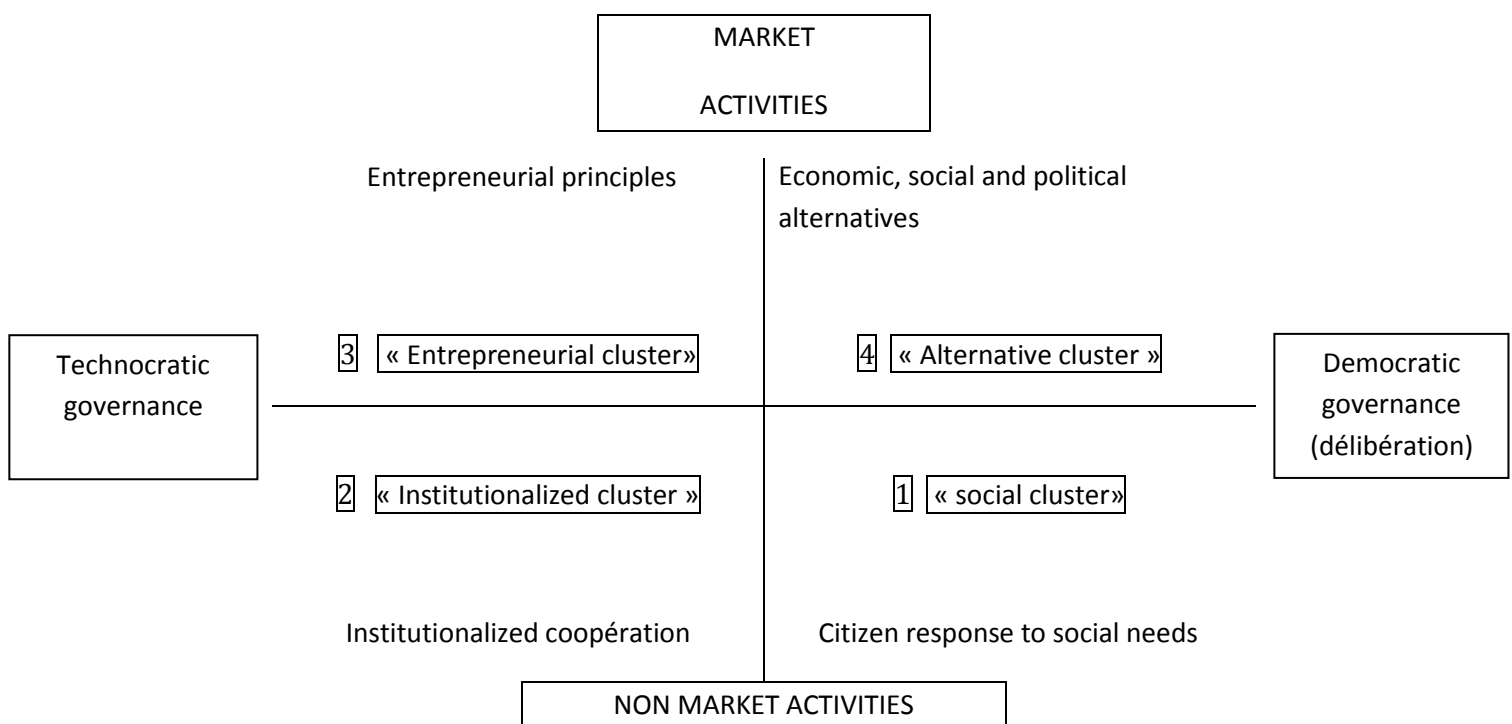 MARKET
ACTIVITIES
Entrepreneurial principles
Economic, social and political
alternatives
Technocratic
governance
3 « Entrepreneurial cluster»
4 « Alternative cluster »
Democratic
governance
(délibération)
2 « Institutionalized cluster »
1 « social cluster»
Institutionalized coopération
Citizen response to social needs
NON MARKET ACTIVITIES